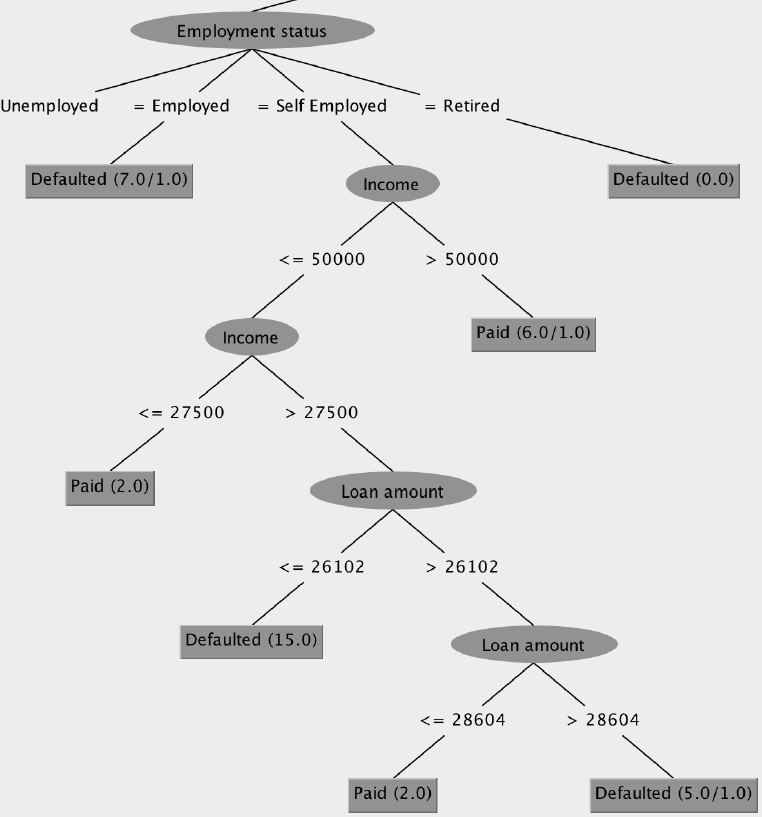 Employment status
Unemployed = Employed = Self Employed = Retired
Defaulted (7.0/1.0)
Income
Defaulted (0.0)
<= 50000 > 50000
Income
Paid (6.0/1.0)
<= 27500 > 27500
Paid (2.0)
Loan amount
<= 26102 > 26102
Defaulted (15.0)
Loan amount
<= 28604 > 28604
Paid (2.0)
Defaulted (5.0/1.0)